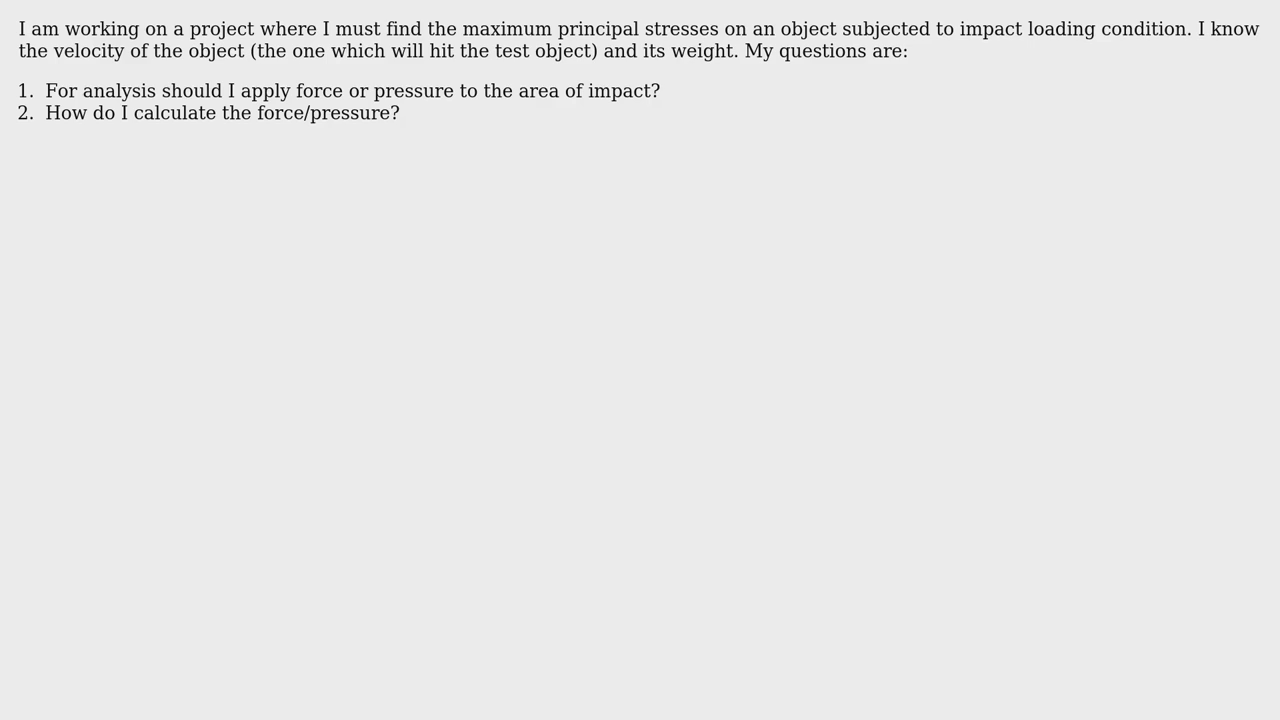 I am working on a project where I must find the maximum principal stresses on an object subjected to impact loading condition. I know
the velocity of the object (the one which will hit the test object) and its weight. My questions are:
1. For analysis should I apply force or pressure to the area of impact?
2. How do I calculate the force/pressure?